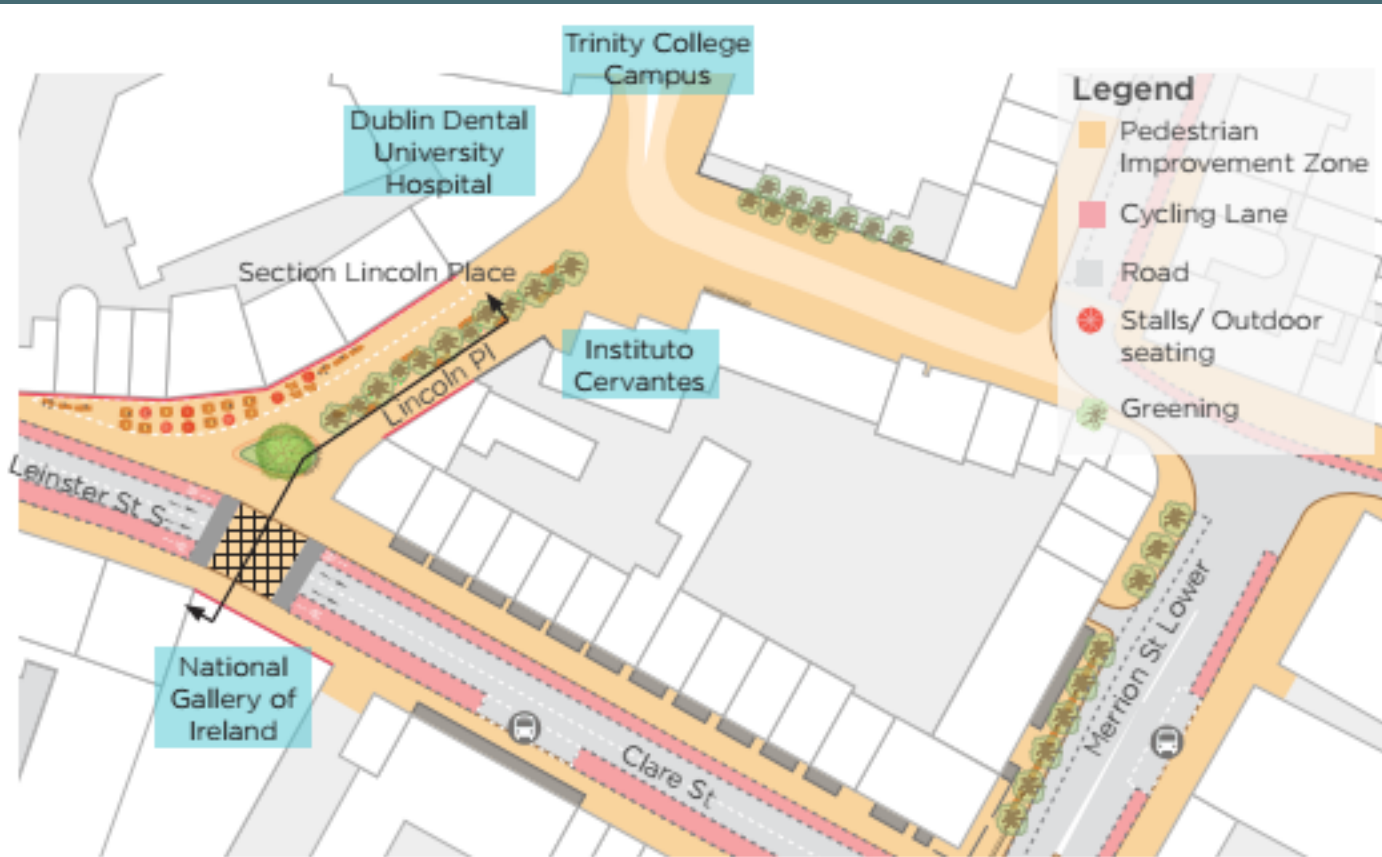 Trinity College
Campus
Dublin Dental
University
Hospital
Section Lincoln Place
Lincoln Pl
Instituto
Cervantes
Leinster St S
National
Gallery of
Ireland
Clare St
Merrion St Lower
Legend
Pedestrian
Improvement Zone
Cycling Lane
Road
Stalls/ Outdoor
seating
Greening